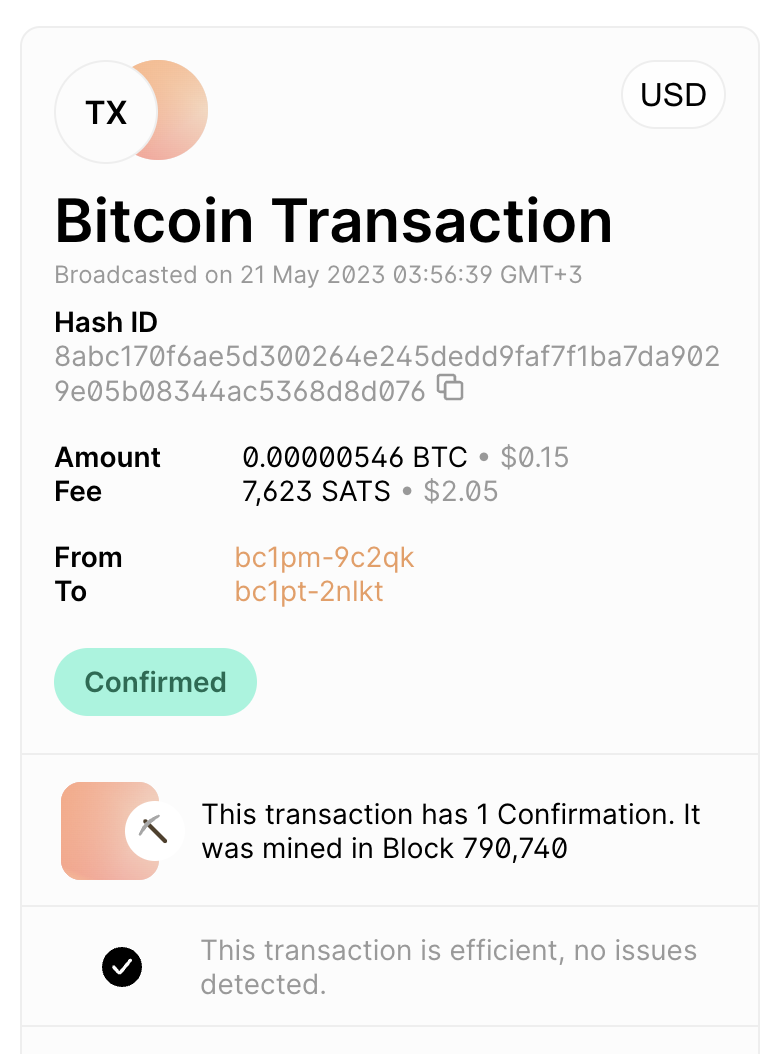 TX
USD
Bitcoin Transaction
Broadcasted on 21 May 2023 03:56:39 GMT+3
Hash ID
8abc170f6ae5d300264e245dedd9faf7f1ba7da902
9e05b08344ac5368d8d076
Amount 0.00000546 BTC • $0.15
Fee 7,623 SATS • $2.05
From bc1pm-9c2qk
To bc1pt-2nlkt
Confirmed
This transaction has 1 Confirmation. It
was mined in Block 790,740
This transaction is efficient, no issues
detected.